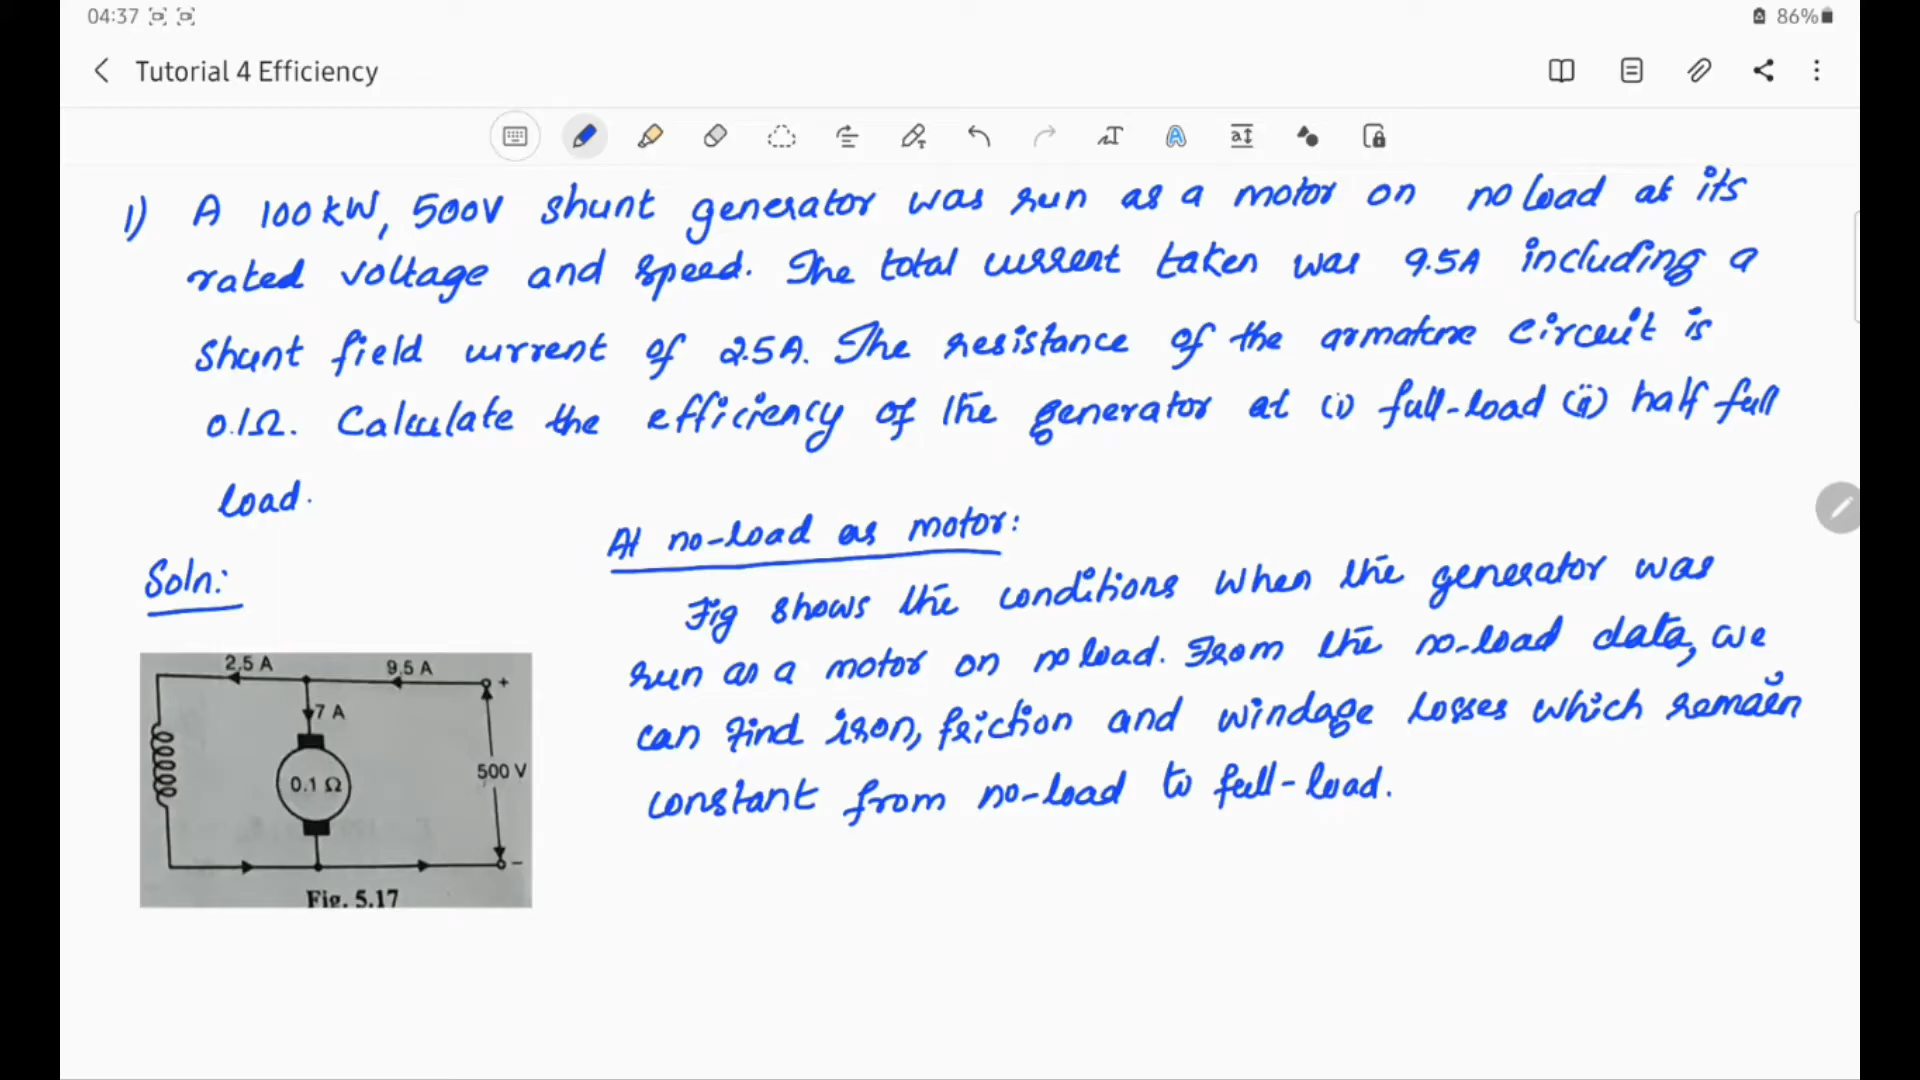 04:37
86%
Tutorial 4 Efficiency
1) A 100kW, 500V shunt generator was run as a motor on no load at its
rated voltage and speed. The total current taken was 9.5A including a
shunt field current of 2.5A. The resistance of the armature circuit is
0.1Ω. Calculate the efficiency of the generator at (i) full-load (ii) half full
load.
Soln:
At no-load as motor:
Fig shows the conditions when the generator was
run as a motor on no load. From the no-load data, we
can find iron, friction and windage losses which remain
constant from no-load to full-load.
2.5 A
9.5 A
+
7 A
0.1 Ω
500 V
–
Fig. 5.17